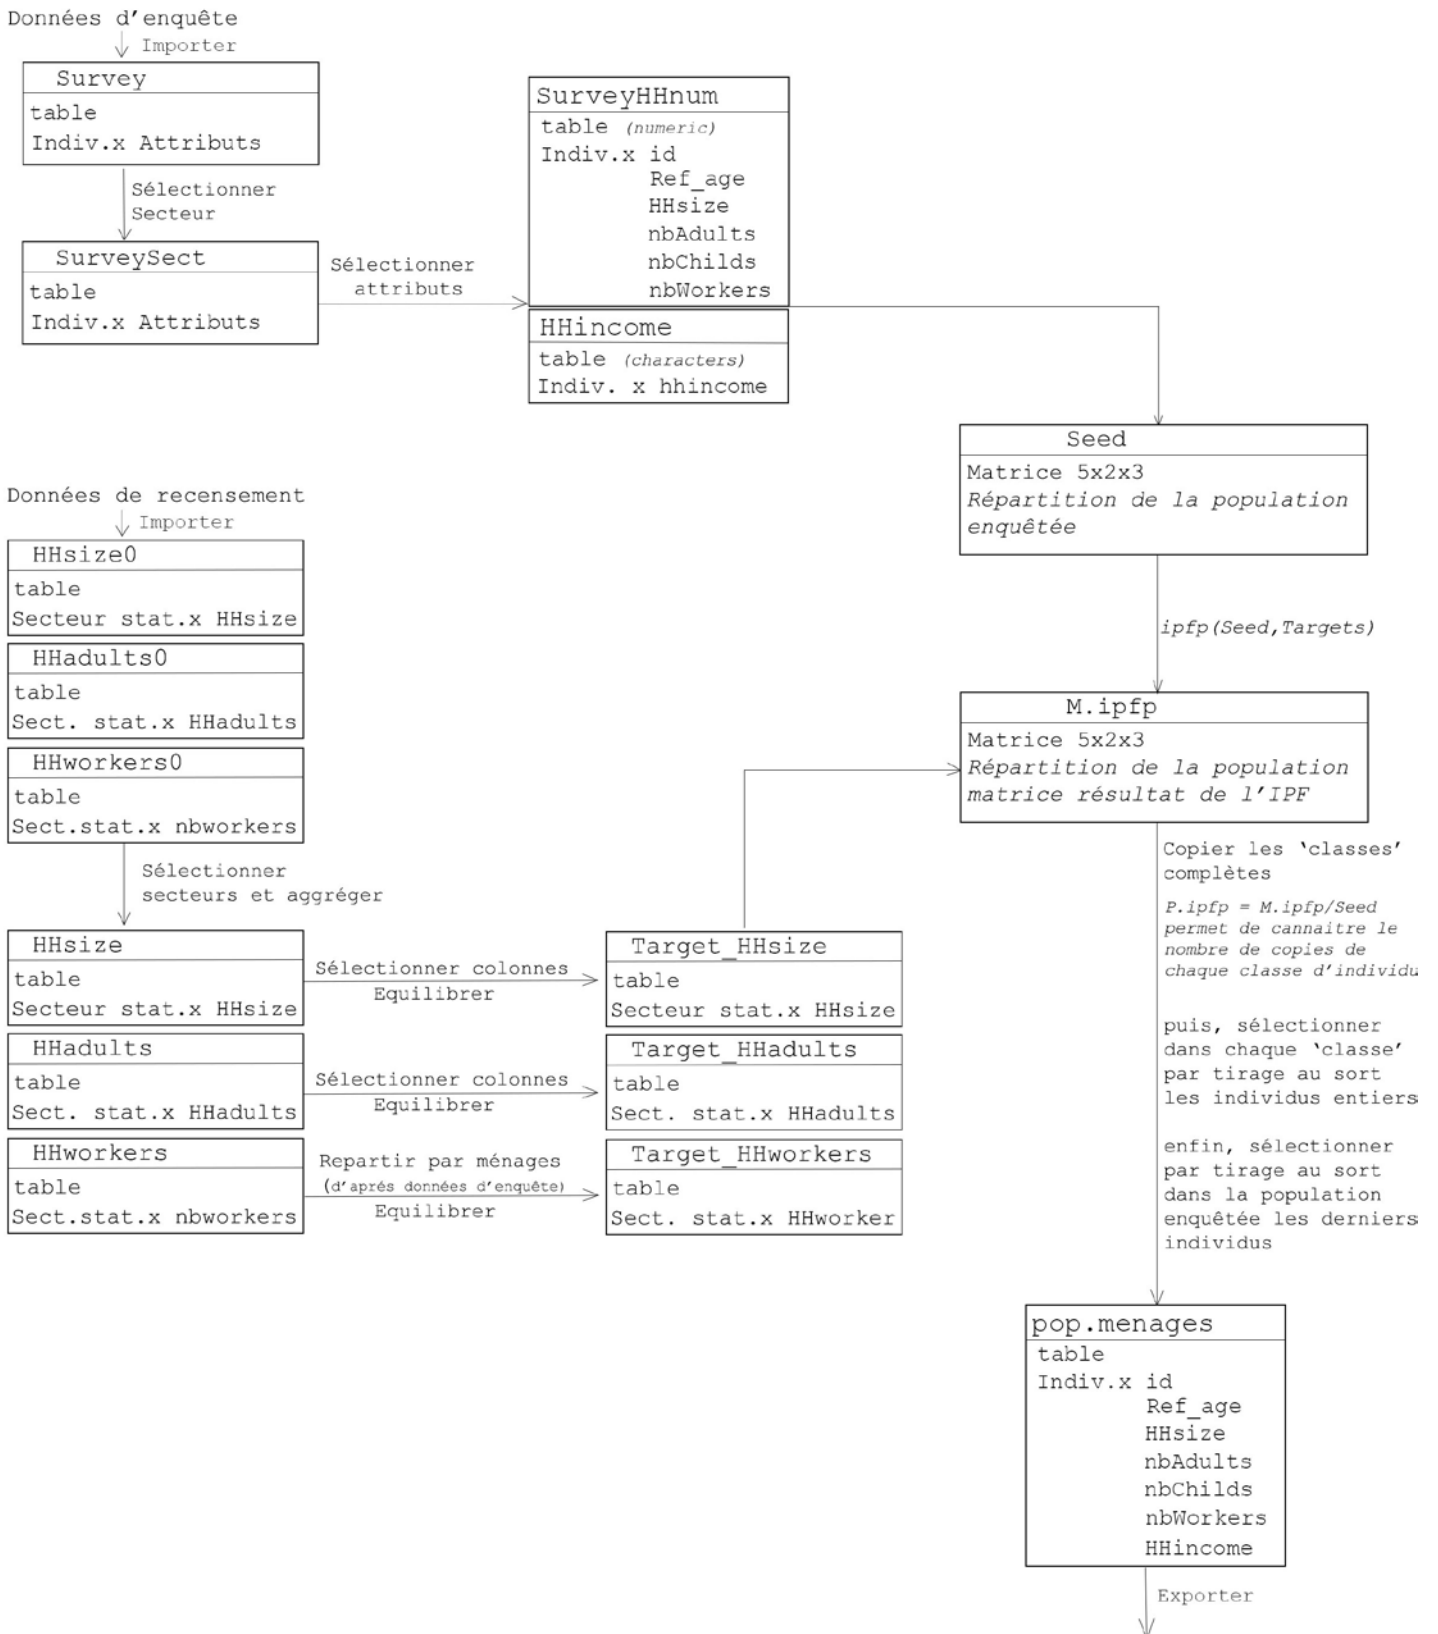 Données d'enquête
Importer
Survey
table
Indiv.x Attributs
Sélectionner
Secteur
SurveySect
table
Indiv.x Attributs
Sélectionner
attributs
SurveyHHnum
table (numeric)
Indiv.x id
Ref_age
HHsize
nbAdults
nbChilds
nbWorkers
HHincome
table (characters)
Indiv. x hhincome
Seed
Matrice 5x2x3
Répartition de la population
enquêtée
ipfp(Seed,Targets)
Données de recensement
Importer
HHsize0
table
Secteur stat.x HHsize
HHadults0
table
Sect. stat.x HHadults
HHworkers0
table
Sect.stat.x nbworkers
Sélectionner
secteurs et aggréger
HHsize
table
Secteur stat.x HHsize
HHadults
table
Sect. stat.x HHadults
HHworkers
table
Sect.stat.x nbworkers
Sélectionner colonnes
Equilibrer
Sélectionner colonnes
Equilibrer
Repartir par ménages
(d'aprés données d'enquête)
Equilibrer
Target_HHsize
table
Secteur stat.x HHsize
Target_HHadults
table
Sect. stat.x HHadults
Target_HHworkers
table
Sect. stat.x HHworker
M.ipfp
Matrice 5x2x3
Répartition de la population
matrice résultat de l'IPF
Copier les ‘classes’
complètes
P.ipfp = M.ipfp/Seed
permet de cannaitre le
nombre de copies de
chaque classe d'individu
puis, sélectionner
dans chaque ‘classe’
par tirage au sort
les individus entiers
enfin, sélectionner
par tirage au sort
dans la population
enquêtée les derniers
individus
pop.menages
table
Indiv.x id
Ref_age
HHsize
nbAdults
nbChilds
nbWorkers
HHincome
Exporter